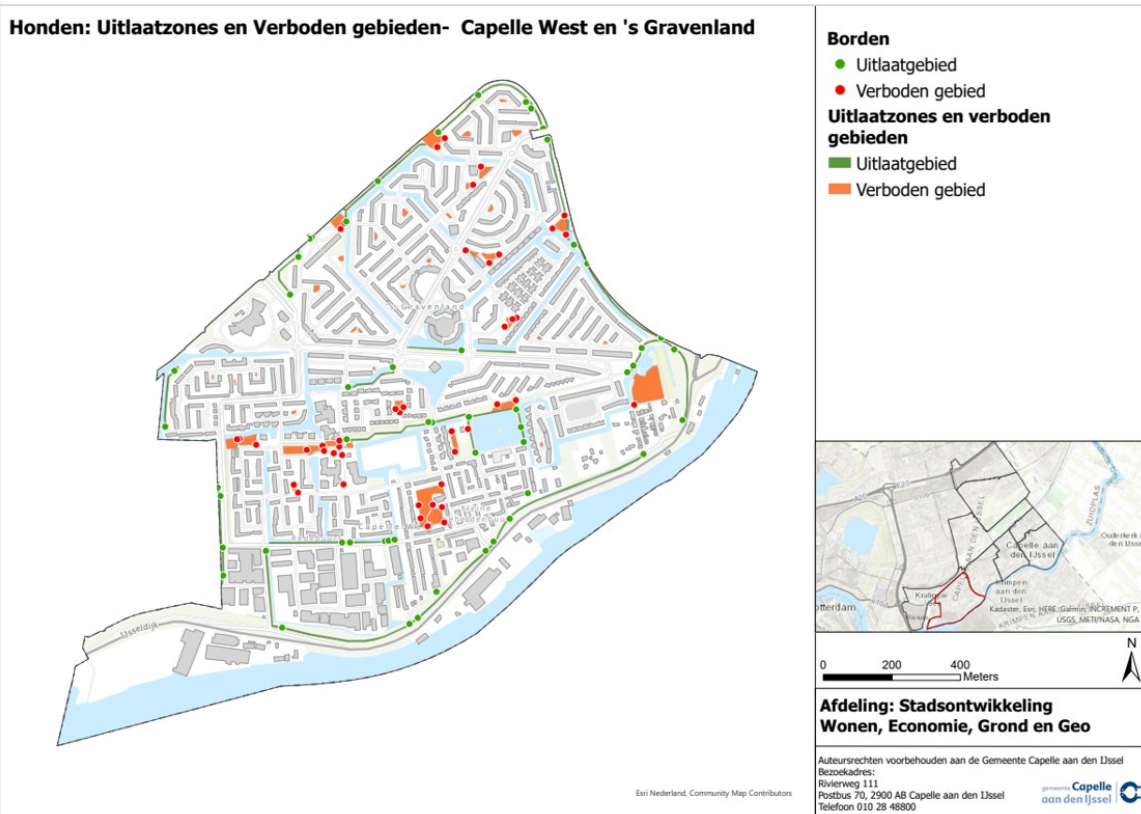 Honden: Uitlaatzones en Verboden gebieden- Capelle West en 's Gravenland
Borden
Uitlaatgebied
Verboden gebied
Uitlaatzones en verboden
gebieden
Uitlaatgebied
Verboden gebied
's Gravenland
IJsseldijk
Esri Nederland, Community Map Contributors
CAPELLE AAN DEN IJSSEL
ZUIDPLAS
Capelle aan
den IJssel
Krimpen
aan den
IJssel
Kadaster, Esri, HERE, Garmin, INCREMENT P,
USGS, METI/NASA, NGA
N
0 200 400
Meters
Afdeling: Stadsontwikkeling
Wonen, Economie, Grond en Geo
Auteursrechten voorbehouden aan de Gemeente Capelle aan den IJssel
Bezoekadres:
Rivierweg 111
Postbus 70, 2900 AB Capelle aan den IJssel
Telefoon 010 28 48800
gemeente Capelle
aan den IJssel